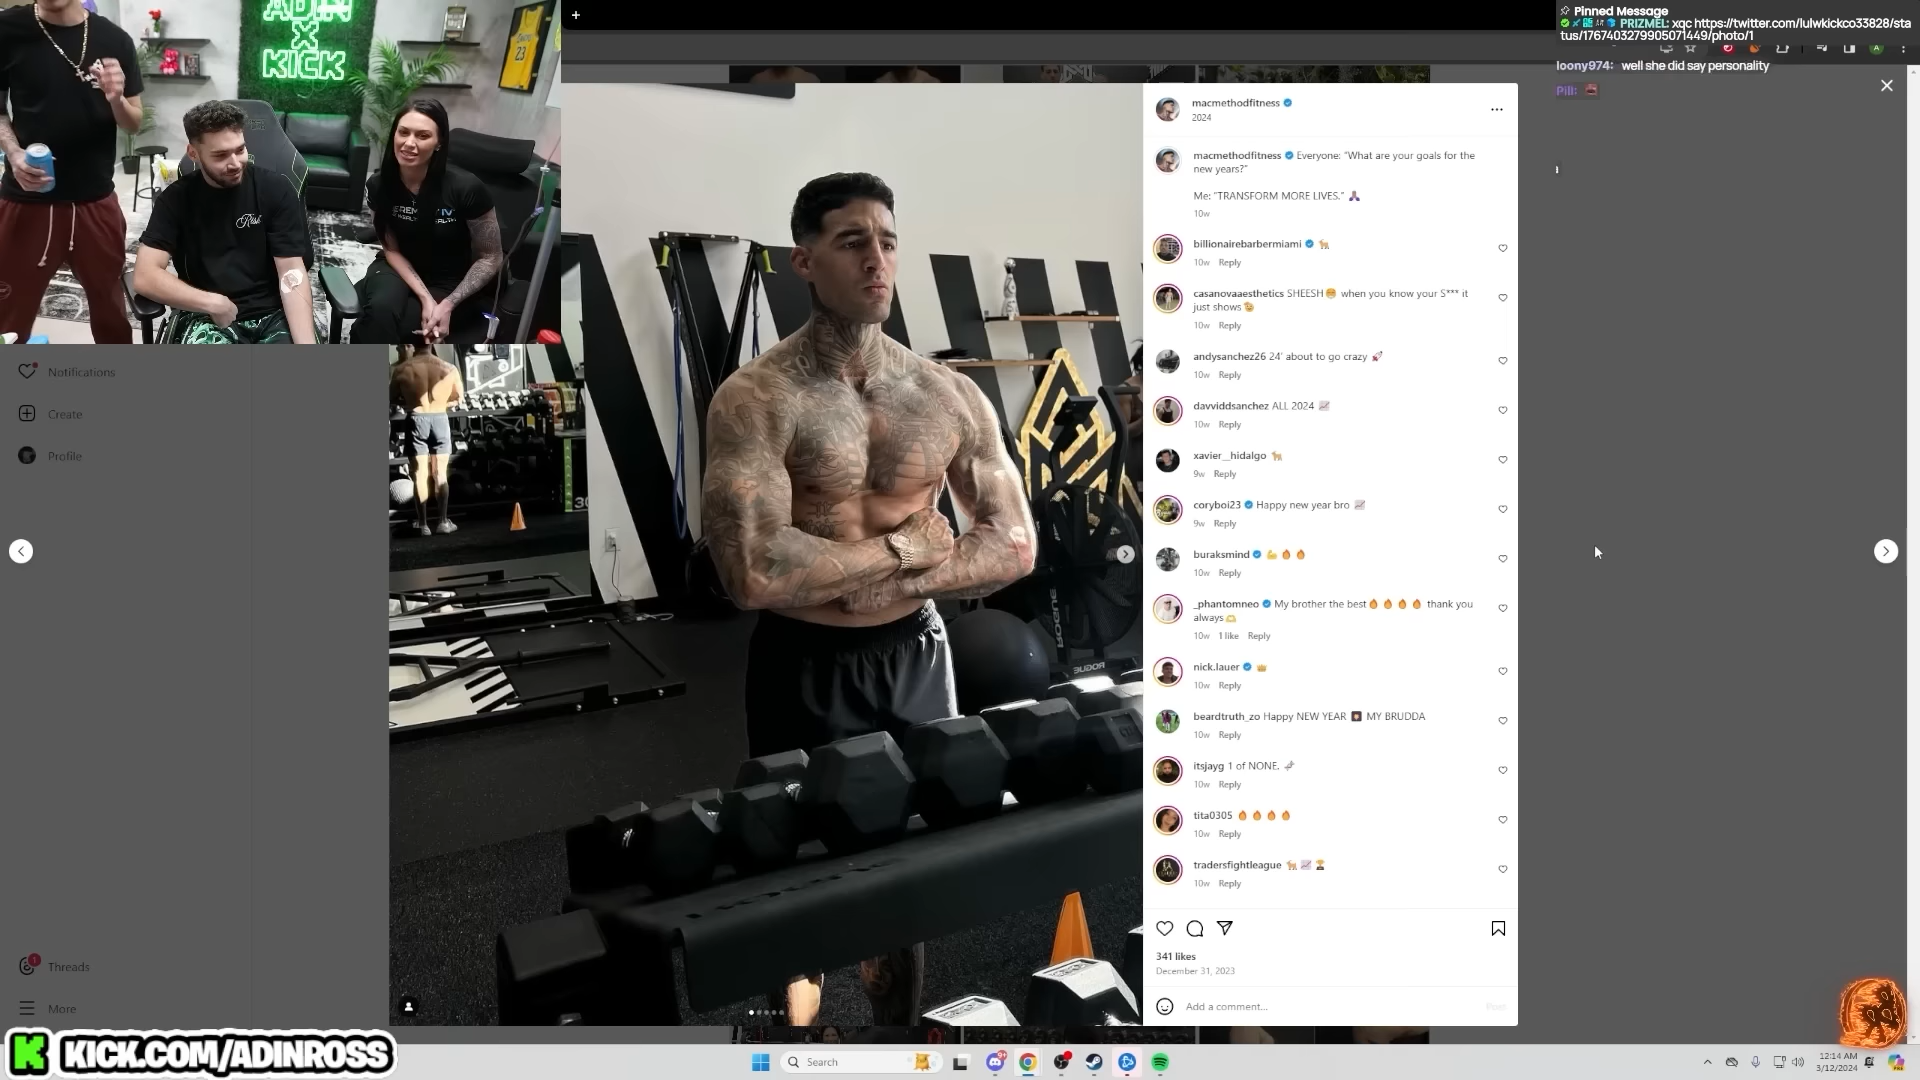 ADIN
X
KICK
23
Risk
+
Pinned Message
PRIZMEL: xqc https://twitter.com/lulwkickco33828/sta
tus/1767403279905071449/photo/1
loony974: well she did say personality
Pili:
macmethodfitness
2024
macmethodfitness Everyone: "What are your goals for the
new years?"
Me: "TRANSFORM MORE LIVES."
10w
billionairebarbermiami
10w Reply
casanovaaesthetics SHEESH when you know your S*** it
just shows
10w Reply
andysanchez26 24' about to go crazy
10w Reply
davviddsanchez ALL 2024
10w Reply
xavier__hidalgo
9w Reply
coryboi23 Happy new year bro
9w Reply
buraksmind
10w Reply
_phantomneo My brother the best thank you
always
10w 1 like Reply
nick.lauer
10w Reply
beardtruth_zo Happy NEW YEAR MY BRUDDA
10w Reply
itsjayg 1 of NONE.
10w Reply
tita0305
10w Reply
tradersfightleague
10w Reply
341 likes
December 31, 2023
Add a comment...
Post
Notifications
Create
Profile
Threads
More
ROGUE
K KICK.COM/ADINROSS
Search
12:14 AM
3/12/2024